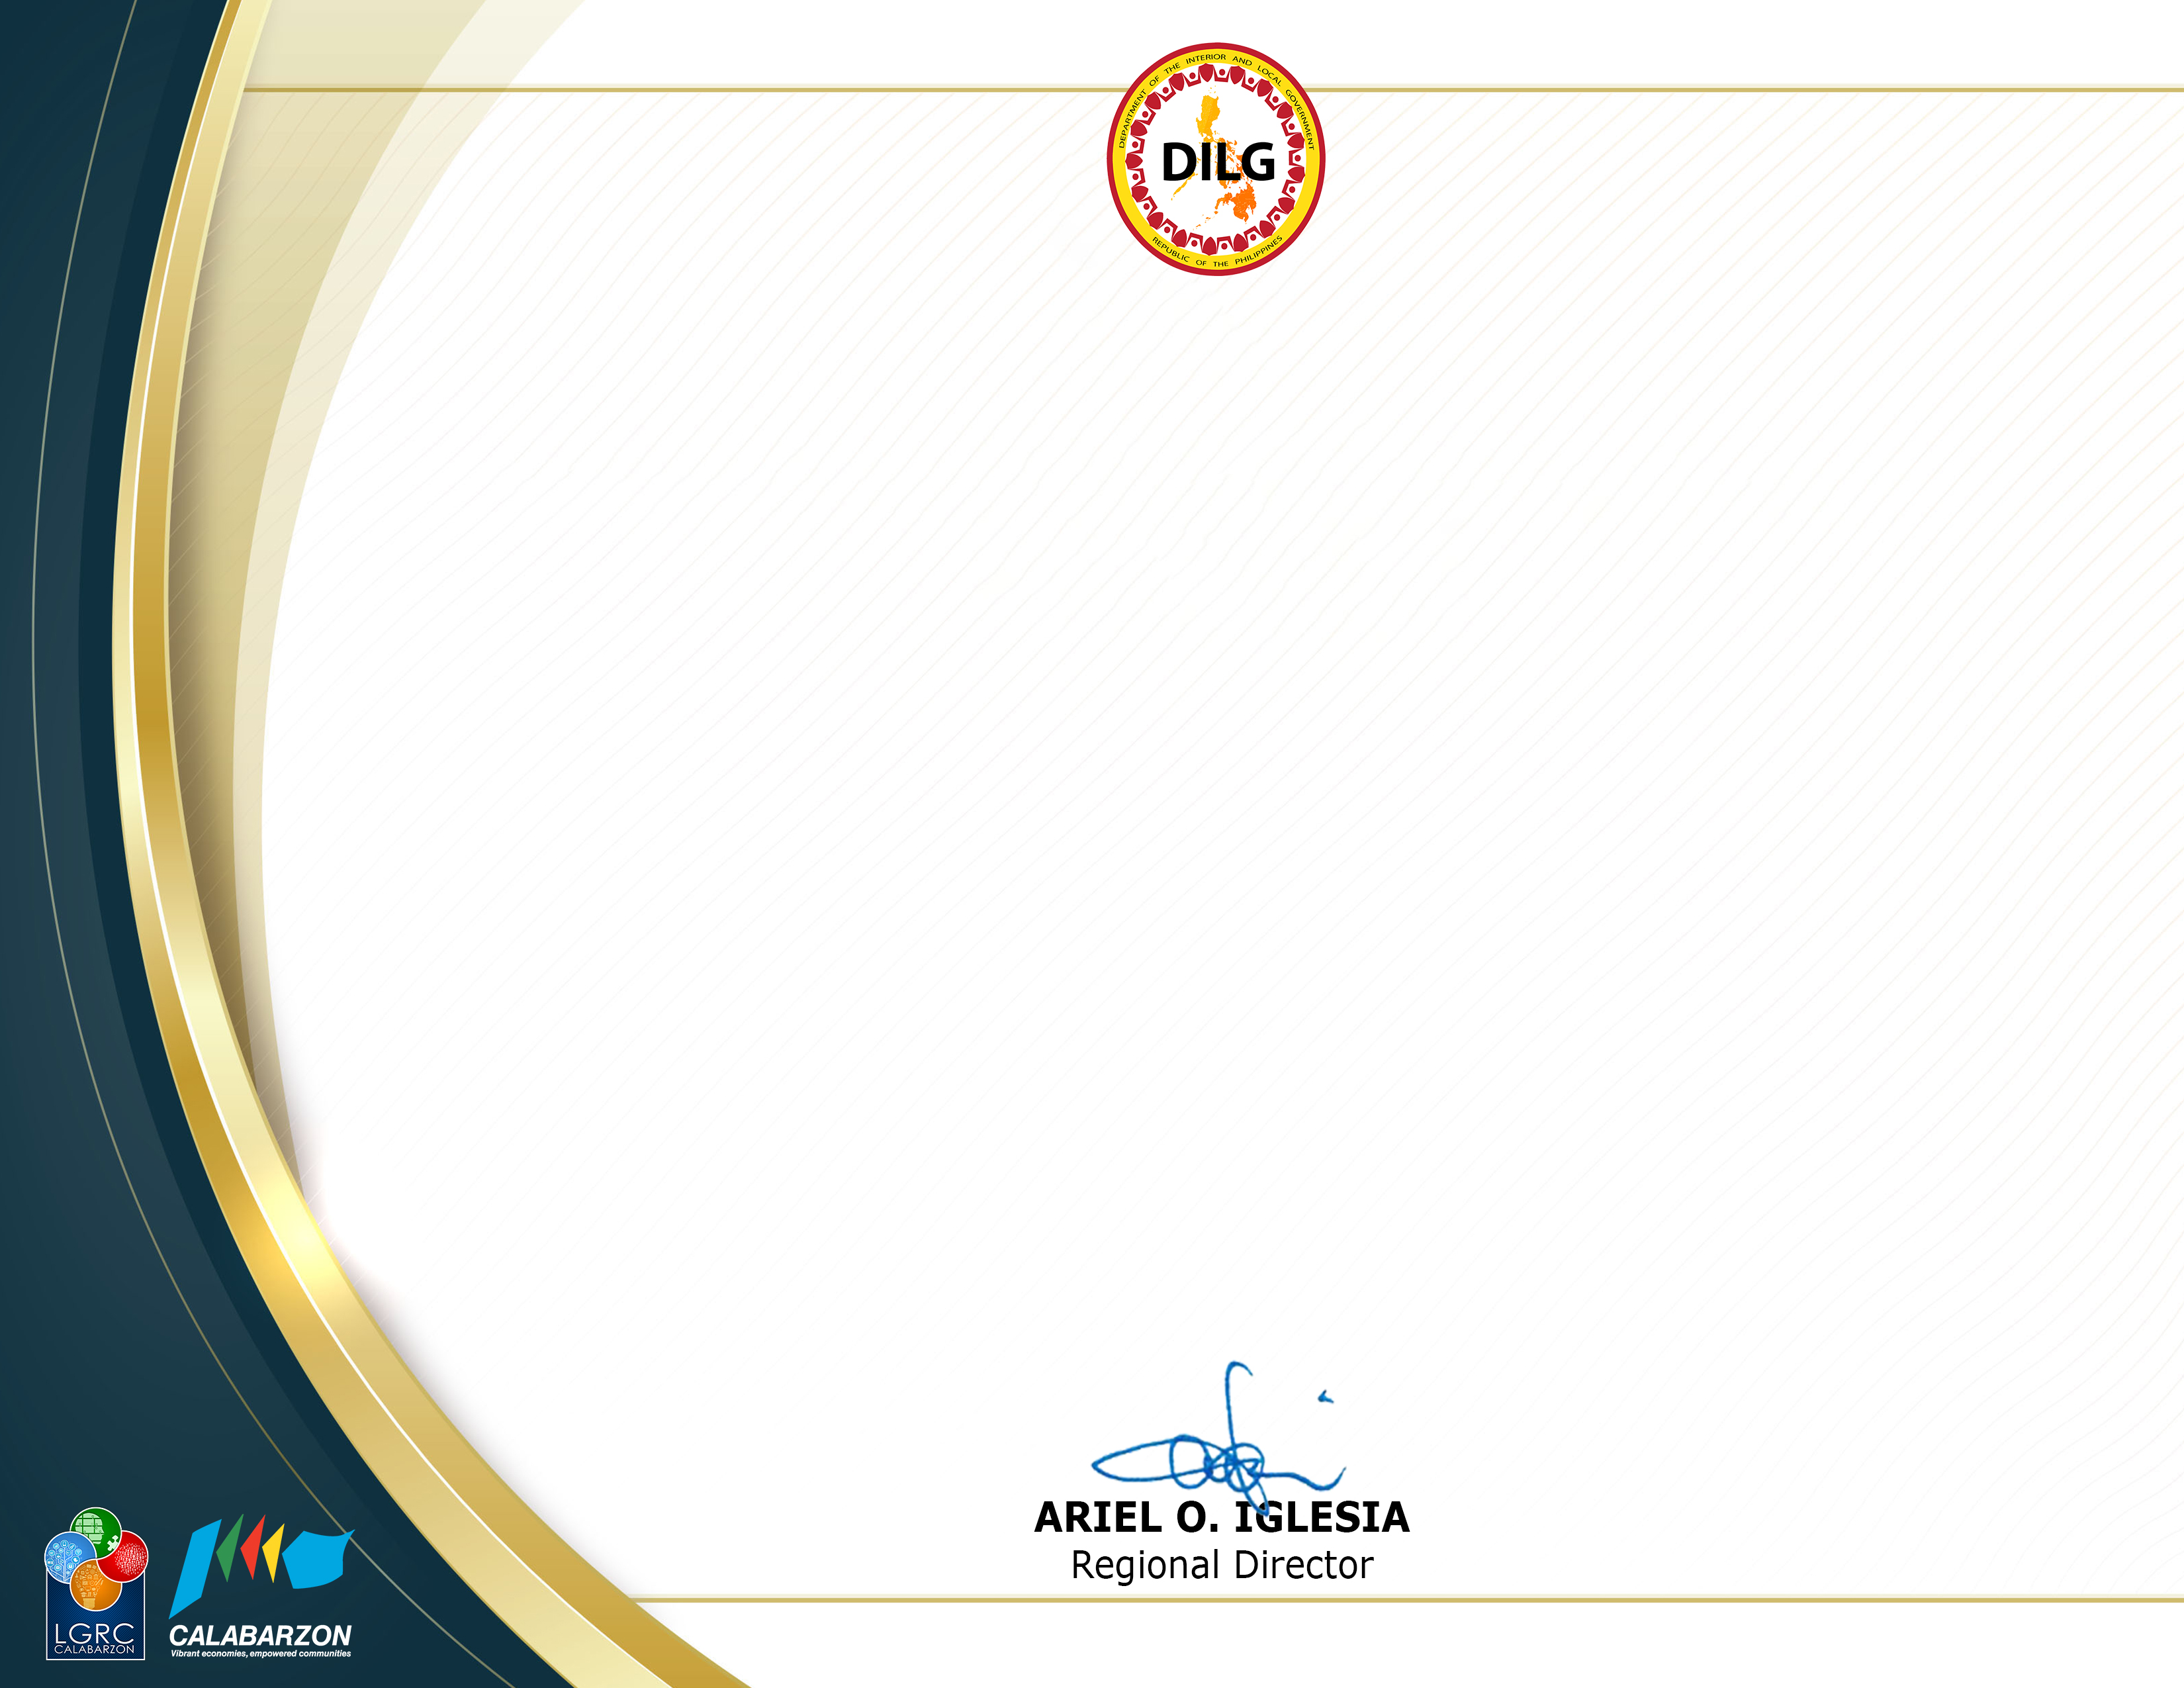 DEPARTMENT OF THE INTERIOR AND LOCAL GOVERNMENT
DILG
REPUBLIC OF THE PHILIPPINES
ARIEL O. IGLESIA
Regional Director
LGRC
CALABARZON
CALABARZON
Vibrant economies, empowered communities